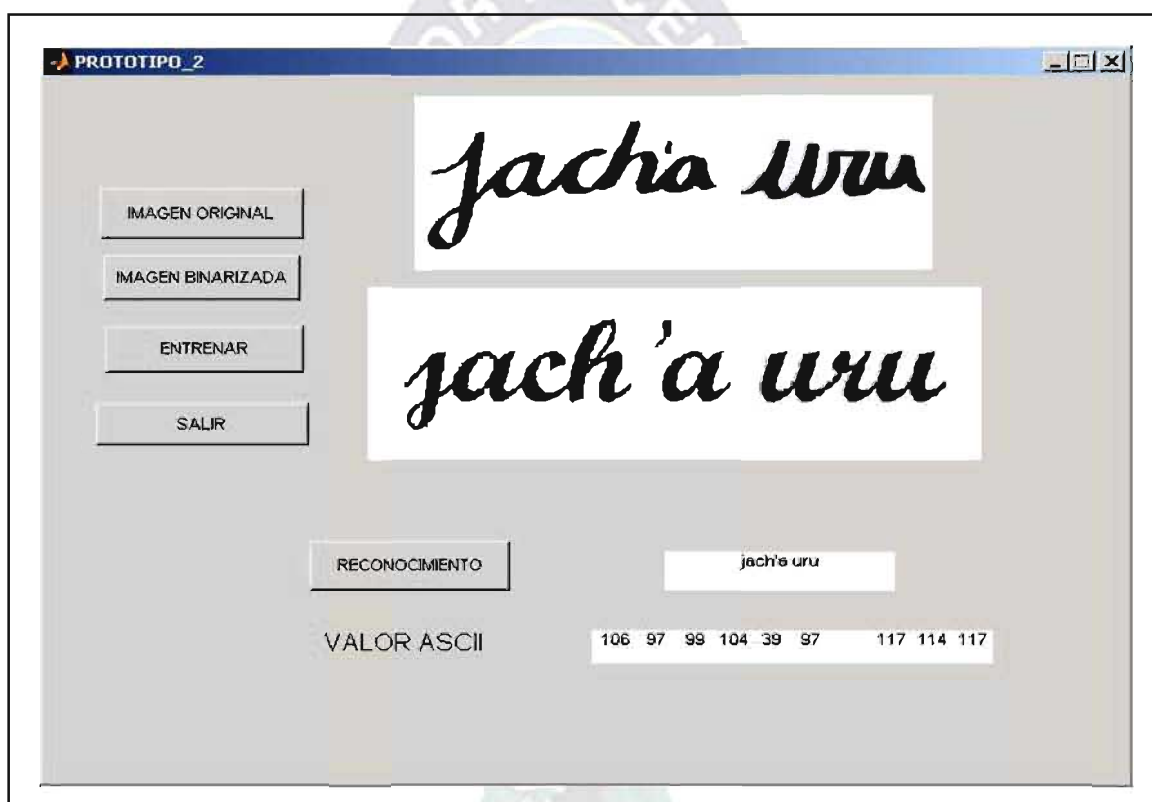 PROTOTIPO_2
jach'a uru
IMAGEN ORIGINAL
IMAGEN BINARIZADA
jach'a uru
ENTRENAR
SALIR
RECONOCIMIENTO
jach'a uru
VALOR ASCII
106 97 99 104 39 97 117 114 117